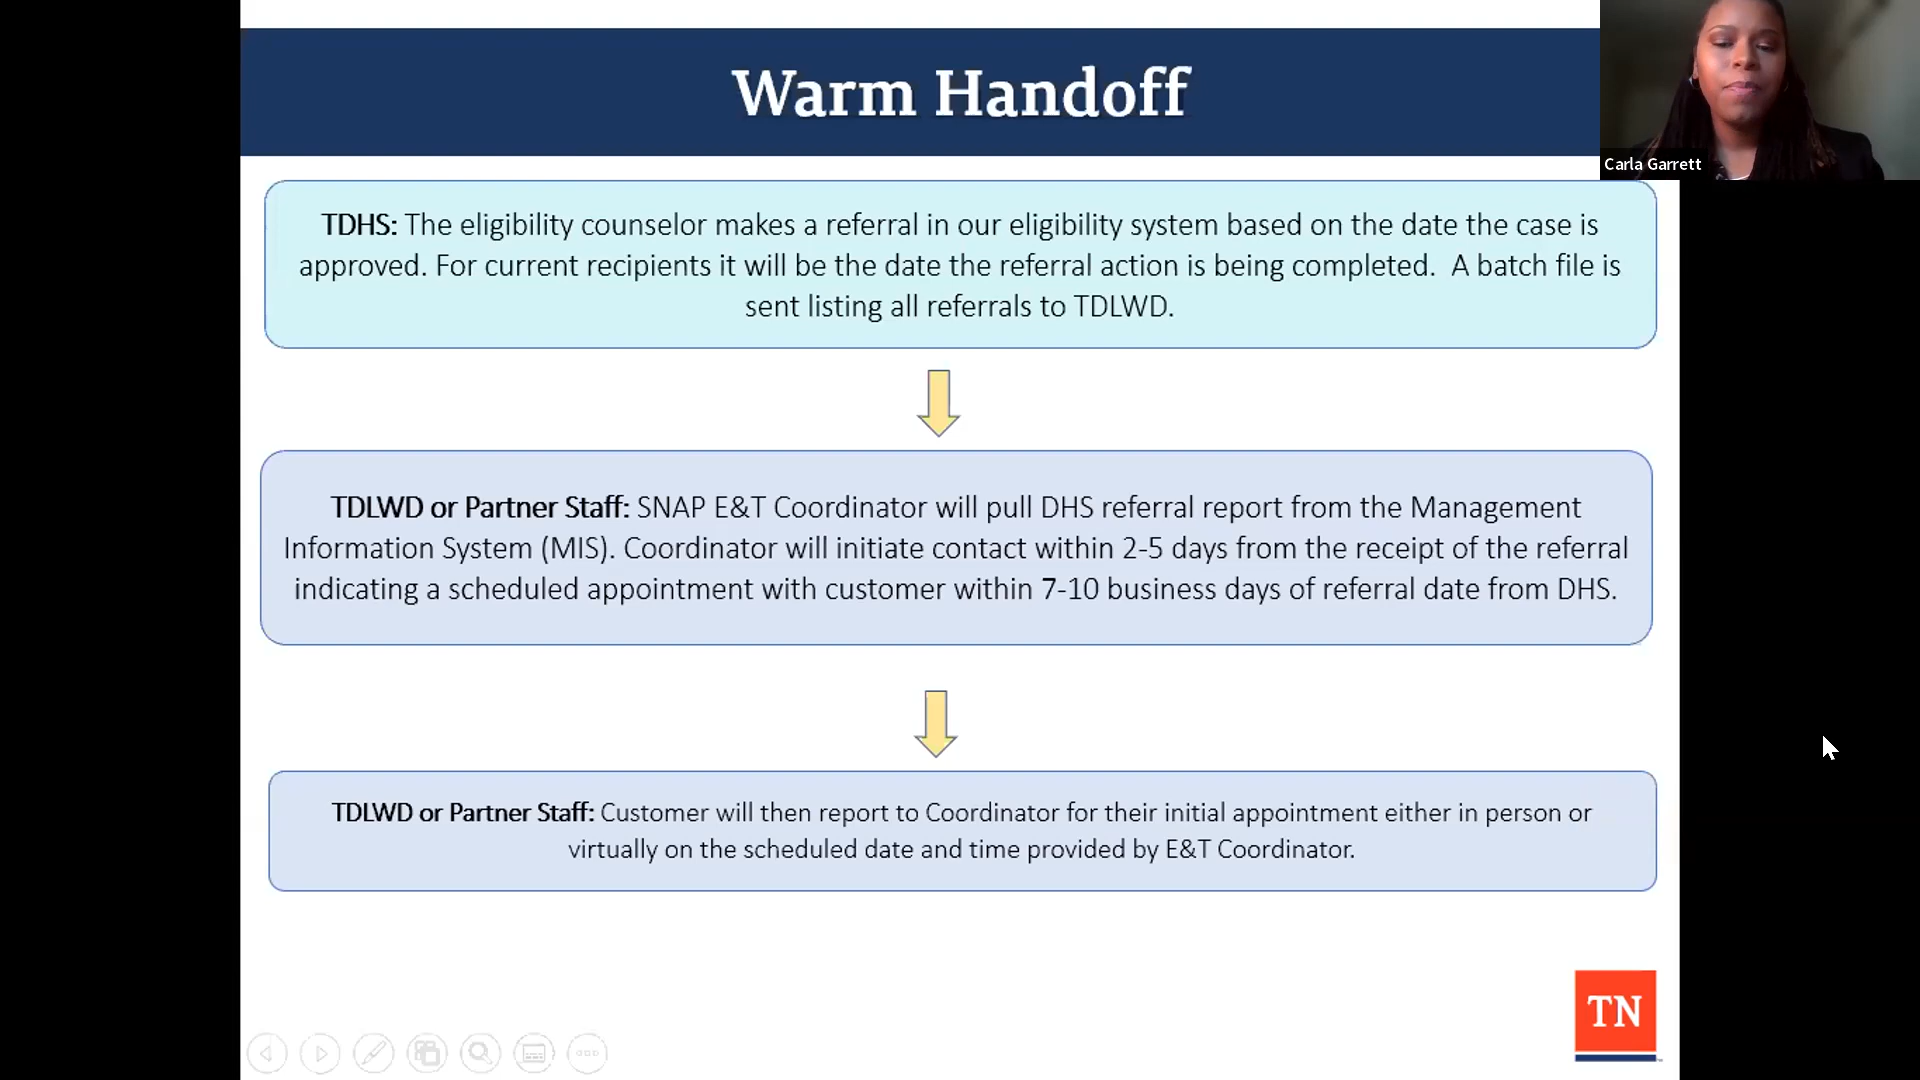 Warm Handoff
Carla Garrett
TDHS: The eligibility counselor makes a referral in our eligibility system based on the date the case is
approved. For current recipients it will be the date the referral action is being completed.  A batch file is
sent listing all referrals to TDLWD.
TDLWD or Partner Staff: SNAP E&T Coordinator will pull DHS referral report from the Management
Information System (MIS). Coordinator will initiate contact within 2-5 days from the receipt of the referral
indicating a scheduled appointment with customer within 7-10 business days of referral date from DHS.
TDLWD or Partner Staff: Customer will then report to Coordinator for their initial appointment either in person or
virtually on the scheduled date and time provided by E&T Coordinator.
TN